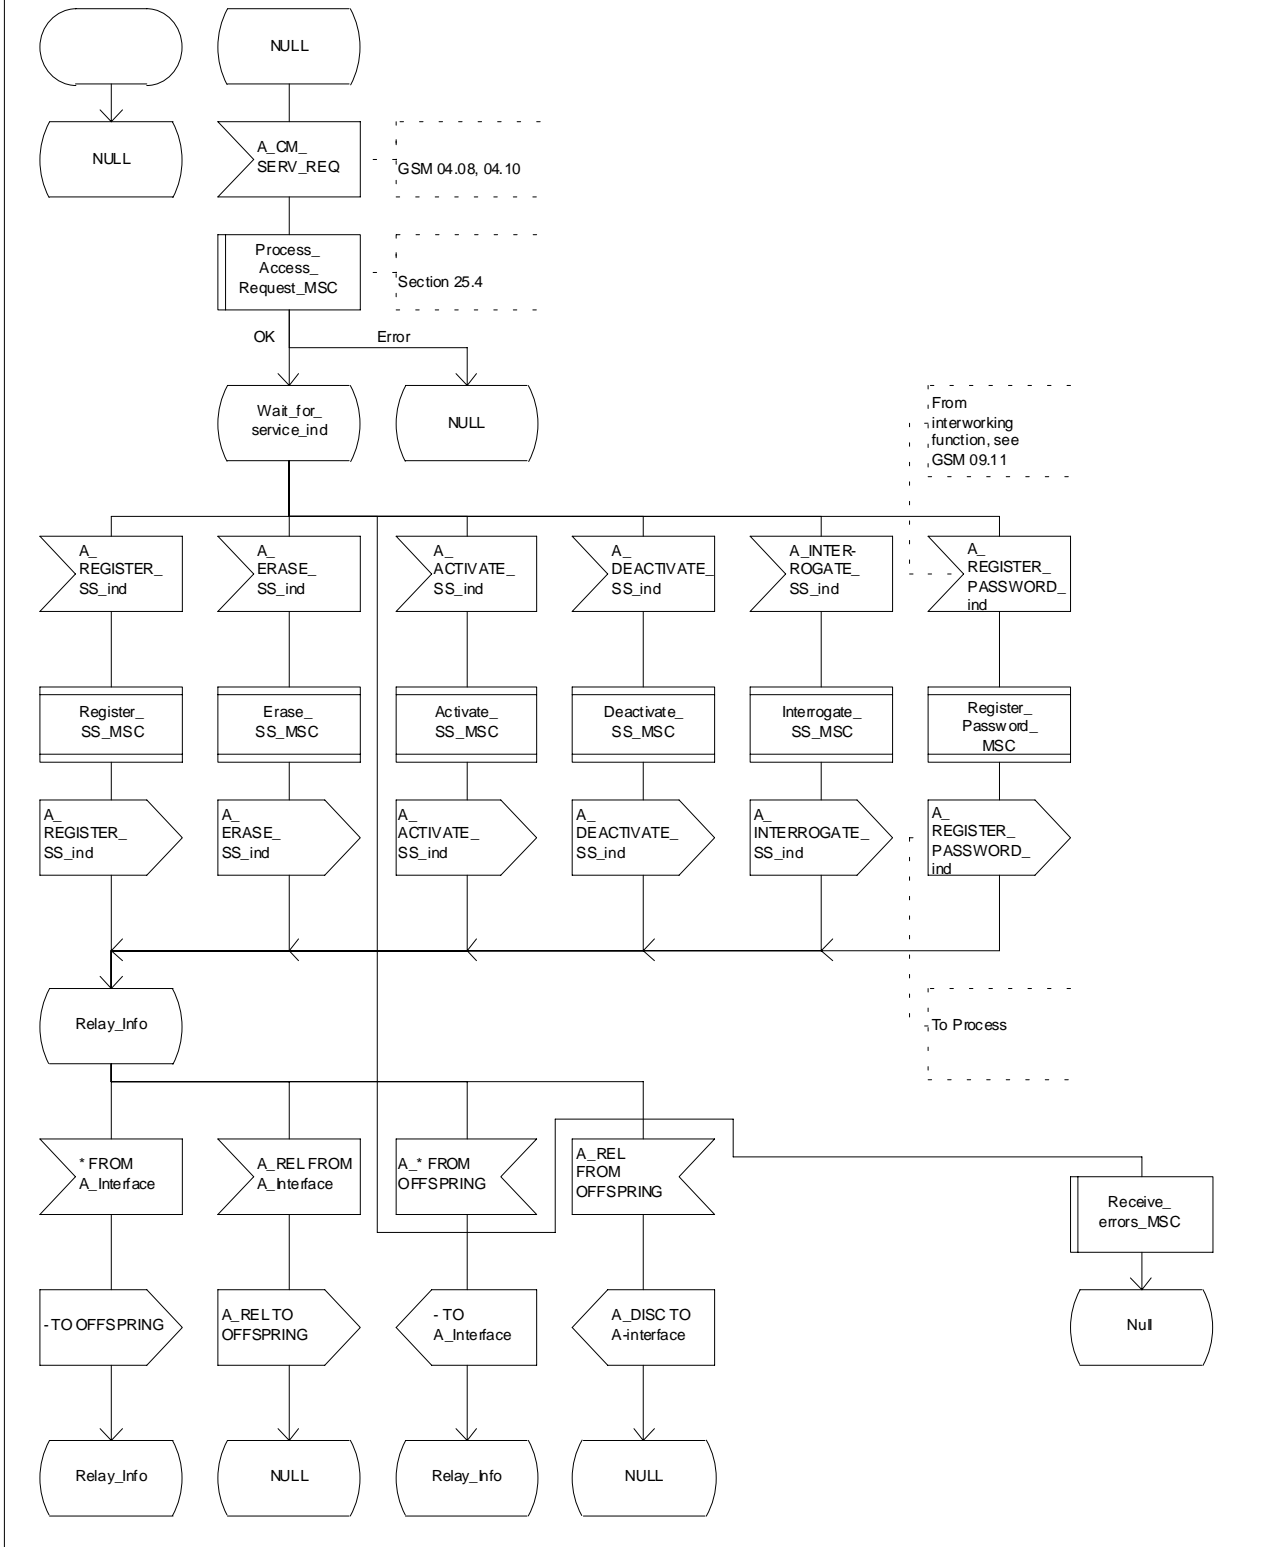 NULL
NULL
A_CM_
SERV_REQ
GSM 04.08, 04.10
Process_
Access_
Request_MSC
Section 25.4
OK
Error
Wait_for_
service_ind
NULL
From
interworking
function, see
GSM 09.11
A_
REGISTER_
SS_ind
A_
ERASE_
SS_ind
A_
ACTIVATE_
SS_ind
A_
DEACTIVATE_
SS_ind
A_INTER-
ROGATE_
SS_ind
A_
REGISTER_
PASSWORD_
ind
Register_
SS_MSC
Erase_
SS_MSC
Activate_
SS_MSC
Deactivate_
SS_MSC
Interrogate_
SS_MSC
Register_
Password_
MSC
A_
REGISTER_
SS_ind
A_
ERASE_
SS_ind
A_
ACTIVATE_
SS_ind
A_
DEACTIVATE_
SS_ind
A_
INTERROGATE_
SS_ind
A_
REGISTER_
PASSWORD_
ind
Relay_Info
To Process
* FROM
A_Interface
A_REL FROM
A_Interface
A_* FROM
OFFSPRING
A_REL
FROM
OFFSPRING
Receive_
errors_MSC
- TO OFFSPRING
A_REL TO
OFFSPRING
- TO
A_Interface
A_DISC TO
A-interface
Null
Relay_Info
NULL
Relay_Info
NULL